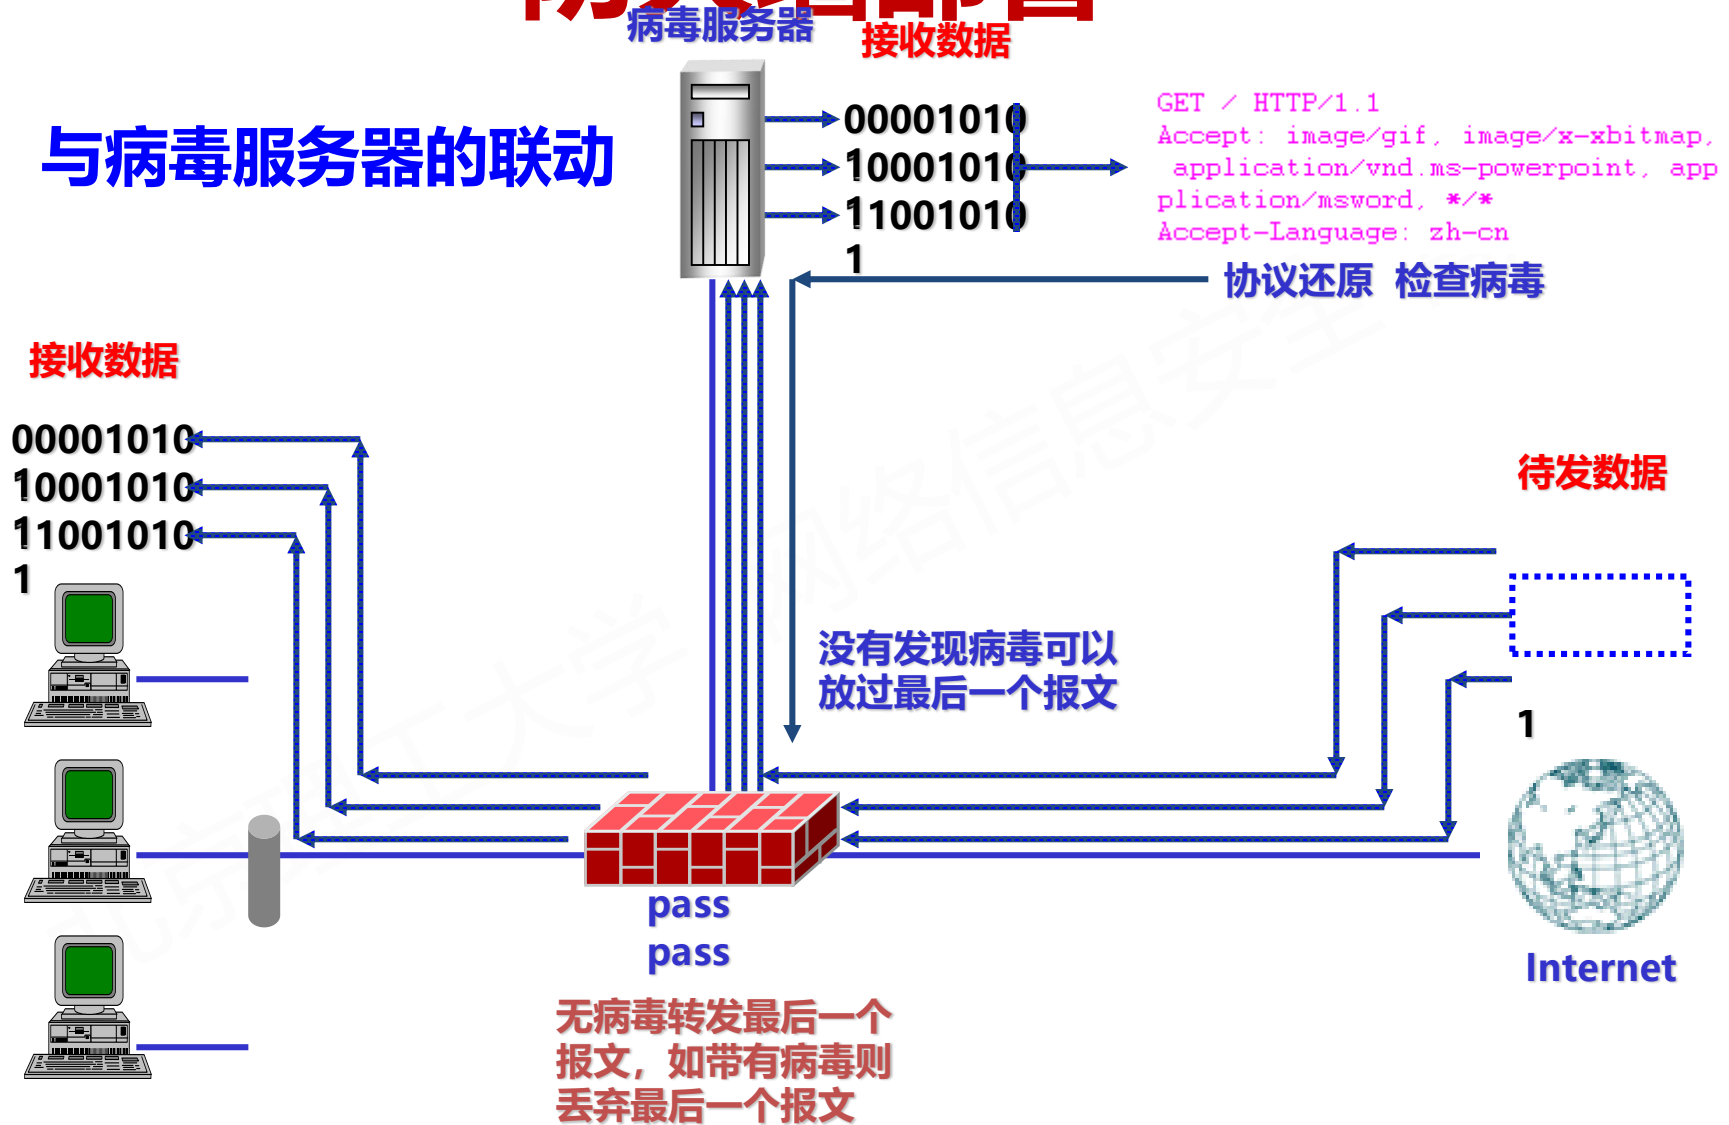 病毒服务器
接收数据
与病毒服务器的联动
00001010
1
10001010
1
11001010
1
GET / HTTP/1.1
Accept: image/gif, image/x-xbitmap,
application/vnd.ms-powerpoint, app
plication/msword, */*
Accept-Language: zh-cn
协议还原 检查病毒
接收数据
00001010
1
10001010
1
11001010
1
待发数据
没有发现病毒可以
放过最后一个报文
1
pass
pass
Internet
无病毒转发最后一个
报文，如带有病毒则
丢弃最后一个报文